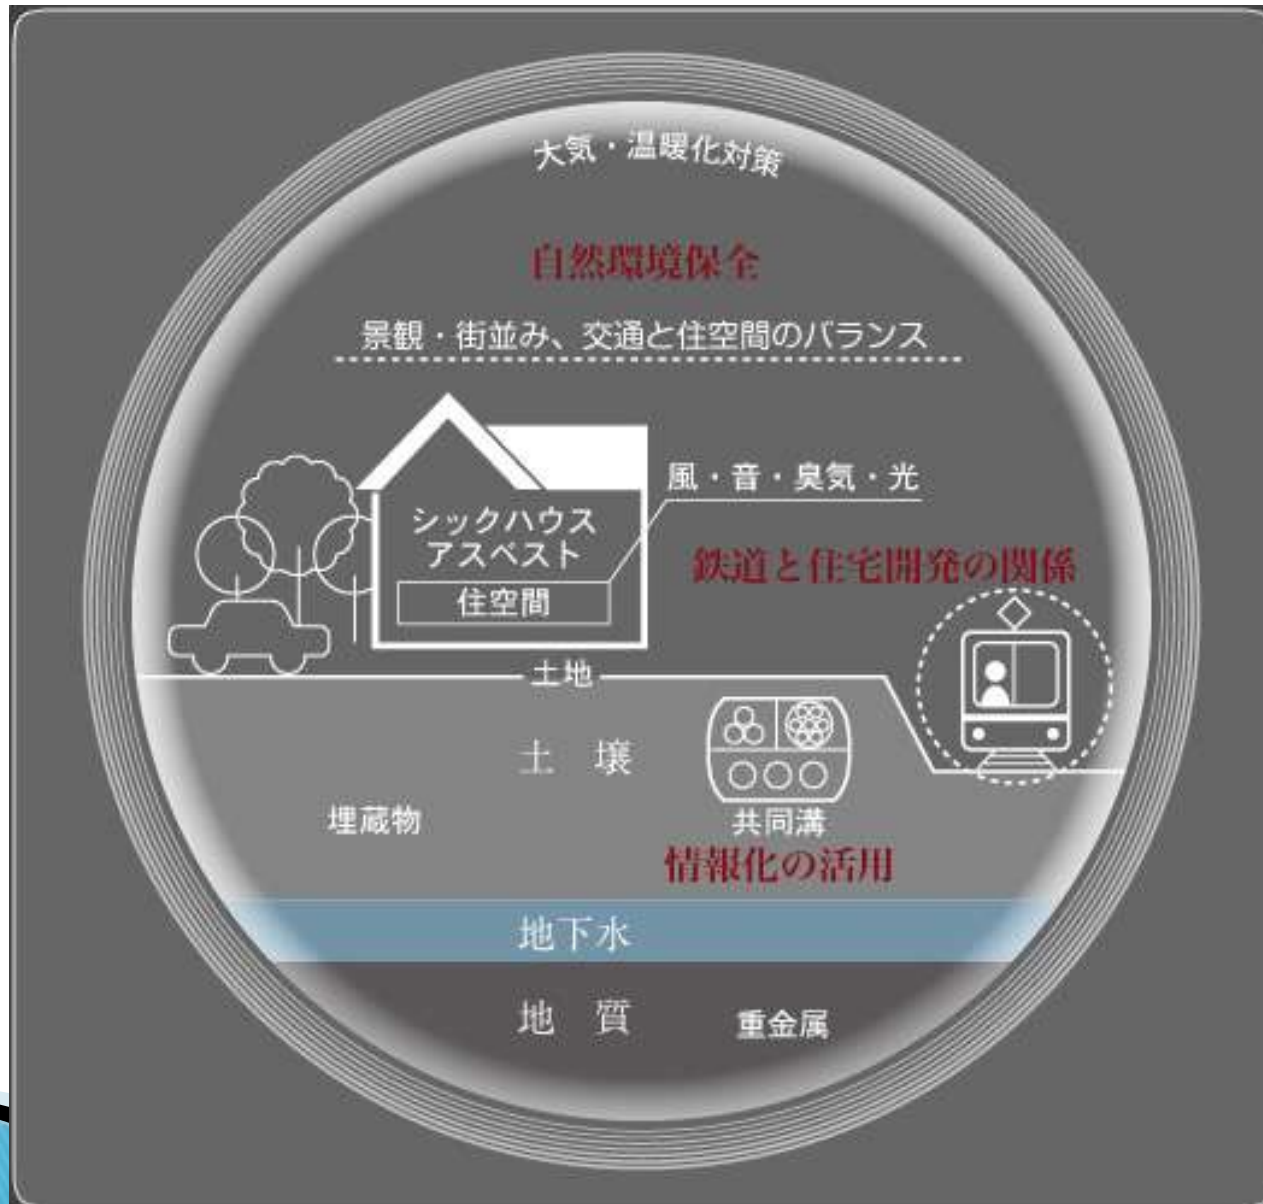 大気・温暖化対策
自然環境保全
景観・街並み、交通と住空間のバランス
風・音・臭気・光
シックハウス
アスベスト
住空間
鉄道と住宅開発の関係
土地
土 壌
埋蔵物
共同溝
情報化の活用
地下水
地 質
重金属